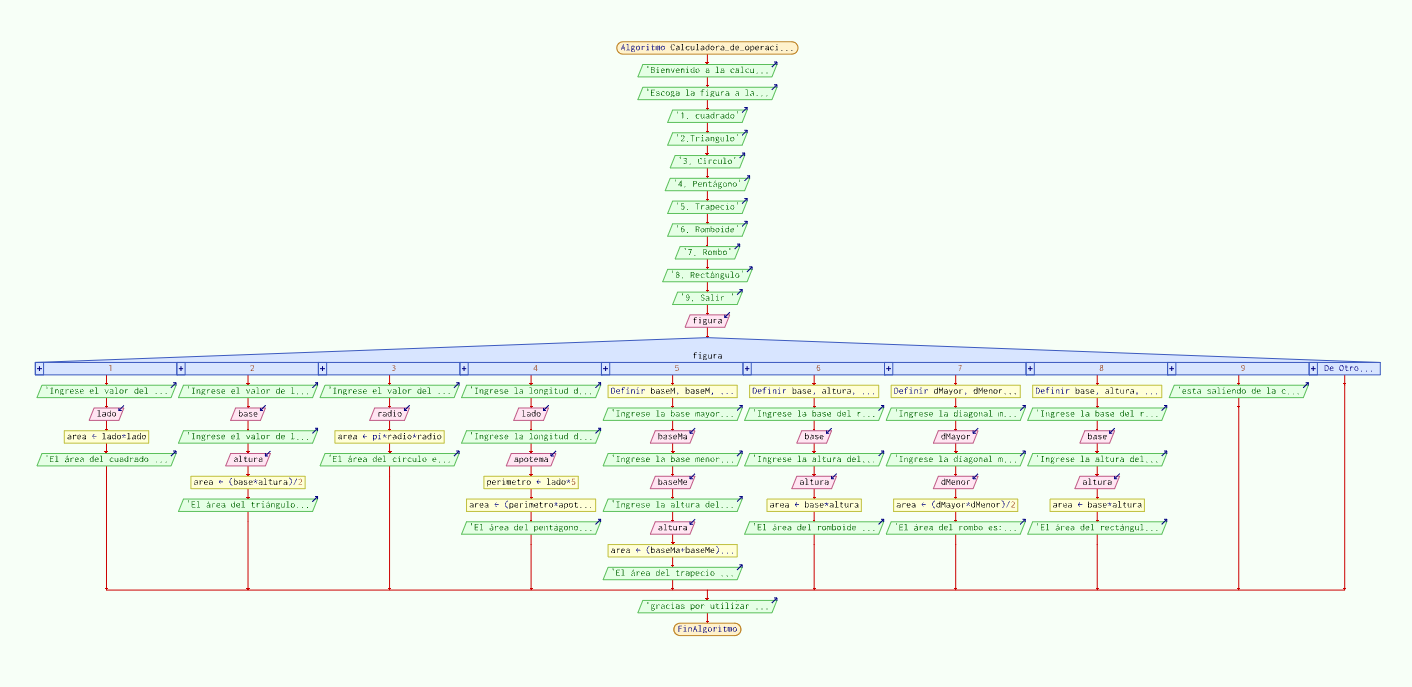 Algoritmo Calculadora_de_operaci...
'Bienvenido a la calcu...
'Escoga la figura a la...
'1. cuadrado'
'2.Triangulo'
'3. Circulo'
'4. Pentágono'
'5. Trapecio'
'6. Romboide'
'7. Rombo'
'8. Rectángulo'
'9. Salir '
figura
figura
1 2 3 4 5 6 7 8 9 De Otro...
'Ingrese el valor del ... 'Ingrese el valor de l... 'Ingrese el valor del ... 'Ingrese la longitud d... Definir baseM, baseM, ... Definir base, altura, ... Definir dMayor, dMenor... Definir base, altura, ... 'esta saliendo de la c...
lado base radio lado 'Ingrese la base mayor... 'Ingrese la base del r... 'Ingrese la diagonal m... 'Ingrese la base del r...
area ← lado*lado 'Ingrese el valor de l... area ← pi*radio*radio 'Ingrese la longitud d... baseMa base dMayor base
'El área del cuadrado ... altura 'El área del circulo e... apotema 'Ingrese la base menor... 'Ingrese la altura del... 'Ingrese la diagonal m... 'Ingrese la altura del...
area ← (base*altura)/2 perimetro ← lado*5 baseMe altura dMenor altura
'El área del triángulo... area ← (perimetro*apot... 'Ingrese la altura del... area ← base*altura area ← (dMayor*dMenor)/2 area ← base*altura
'El área del pentágono... altura 'El área del romboide ... 'El área del rombo es:... 'El área del rectángul...
area ← (baseMa+baseMe)...
'El área del trapecio ...
'gracias por utilizar ...
FinAlgoritmo